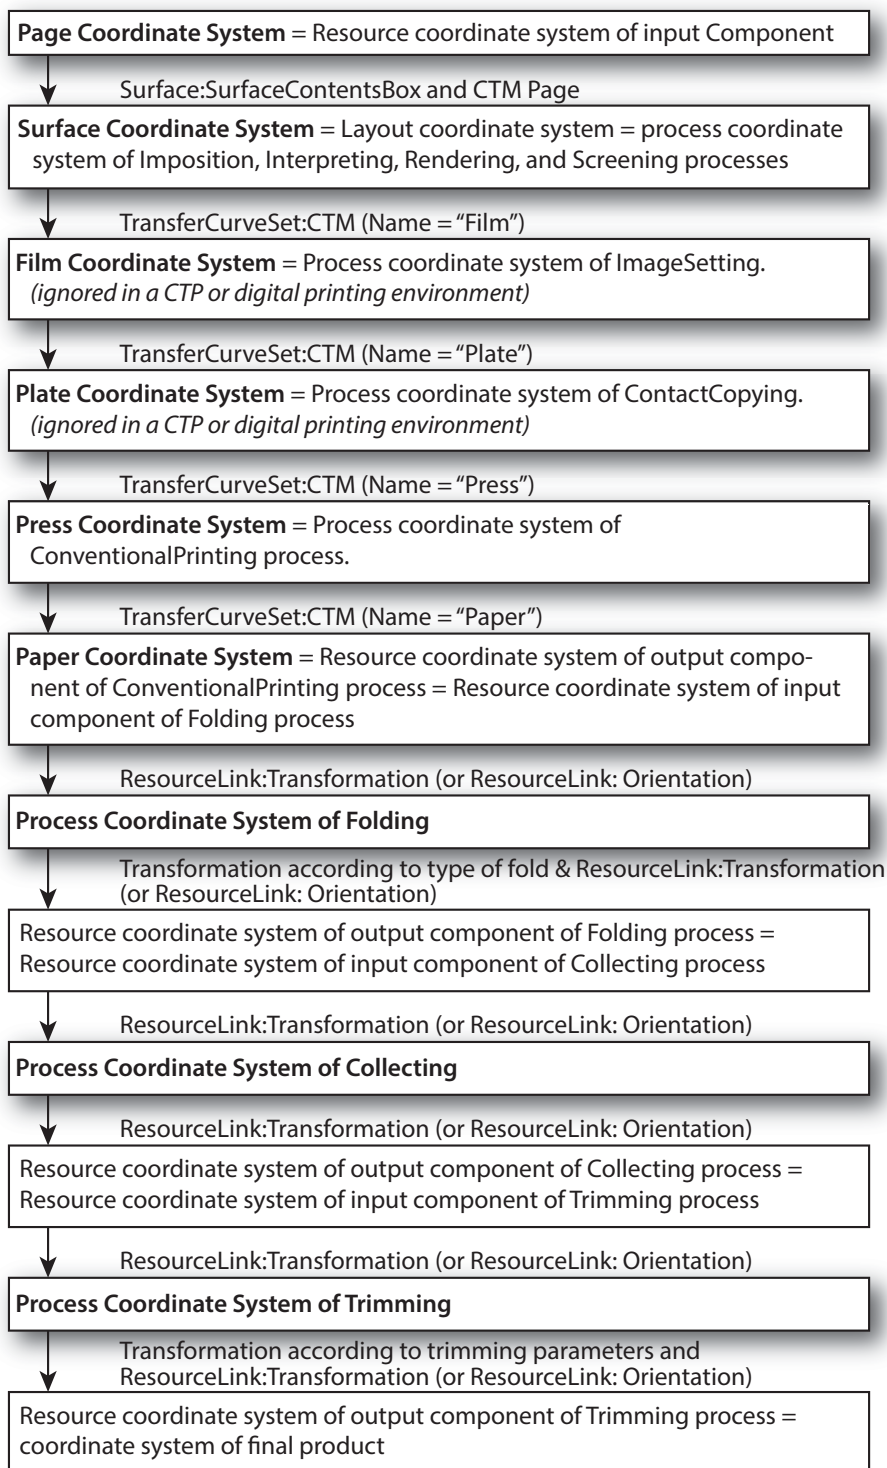 Page Coordinate System = Resource coordinate system of input Component
Surface:SurfaceContentsBox and CTM Page
Surface Coordinate System = Layout coordinate system = process coordinate
system of Imposition, Interpreting, Rendering, and Screening processes
TransferCurveSet:CTM (Name = “Film”)
Film Coordinate System = Process coordinate system of ImageSetting.
(ignored in a CTP or digital printing environment)
TransferCurveSet:CTM (Name = “Plate”)
Plate Coordinate System = Process coordinate system of ContactCopying.
(ignored in a CTP or digital printing environment)
TransferCurveSet:CTM (Name = “Press”)
Press Coordinate System = Process coordinate system of
ConventionalPrinting process.
TransferCurveSet:CTM (Name = “Paper”)
Paper Coordinate System = Resource coordinate system of output compo-
nent of ConventionalPrinting process = Resource coordinate system of input
component of Folding process
ResourceLink:Transformation (or ResourceLink: Orientation)
Process Coordinate System of Folding
Transformation according to type of fold & ResourceLink:Transformation
(or ResourceLink: Orientation)
Resource coordinate system of output component of Folding process =
Resource coordinate system of input component of Collecting process
ResourceLink:Transformation (or ResourceLink: Orientation)
Process Coordinate System of Collecting
ResourceLink:Transformation (or ResourceLink: Orientation)
Resource coordinate system of output component of Collecting process =
Resource coordinate system of input component of Trimming process
ResourceLink:Transformation (or ResourceLink: Orientation)
Process Coordinate System of Trimming
Transformation according to trimming parameters and
ResourceLink:Transformation (or ResourceLink: Orientation)
Resource coordinate system of output component of Trimming process =
coordinate system of final product